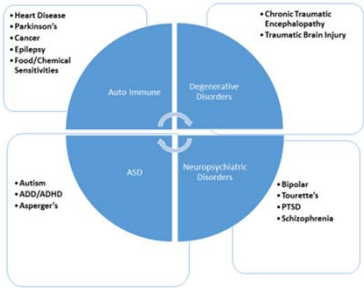 • Heart Disease
• Parkinson's
• Cancer
• Epilepsy
• Food/Chemical
Sensitivities
• Chronic Traumatic
Encephalopathy
• Traumatic Brain Injury
Auto Immune
Degenerative
Disorders
ASD
Neuropsychiatric
Disorders
• Autism
• ADD/ADHD
• Asperger's
• Bipolar
• Tourette's
• PTSD
• Schizophrenia